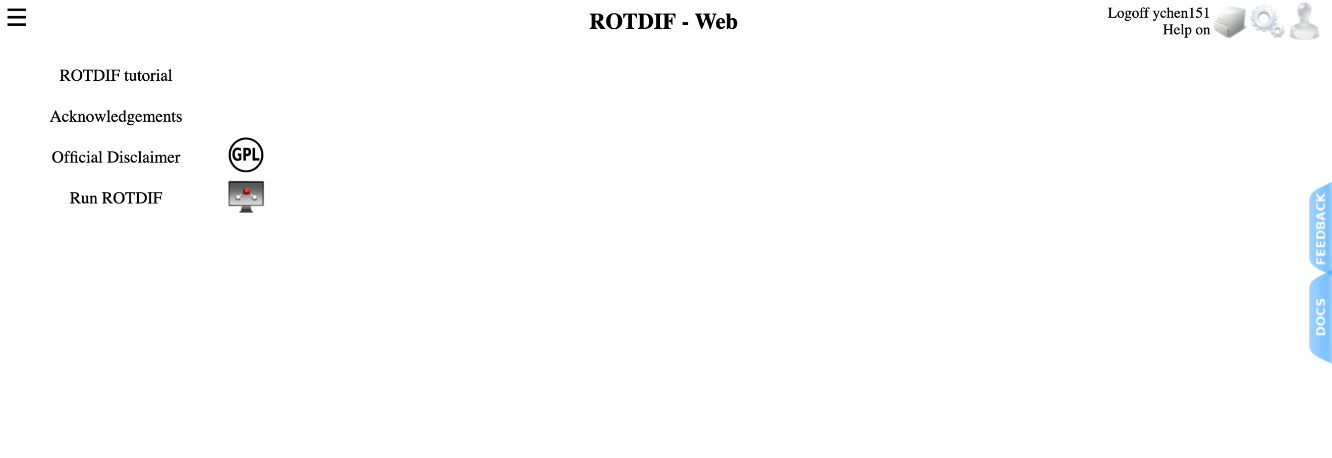 ROTDIF - Web
Logoff ychen151
Help on
ROTDIF tutorial
Acknowledgements
Official Disclaimer
GPL
Run ROTDIF
FEEDBACK
DOCS